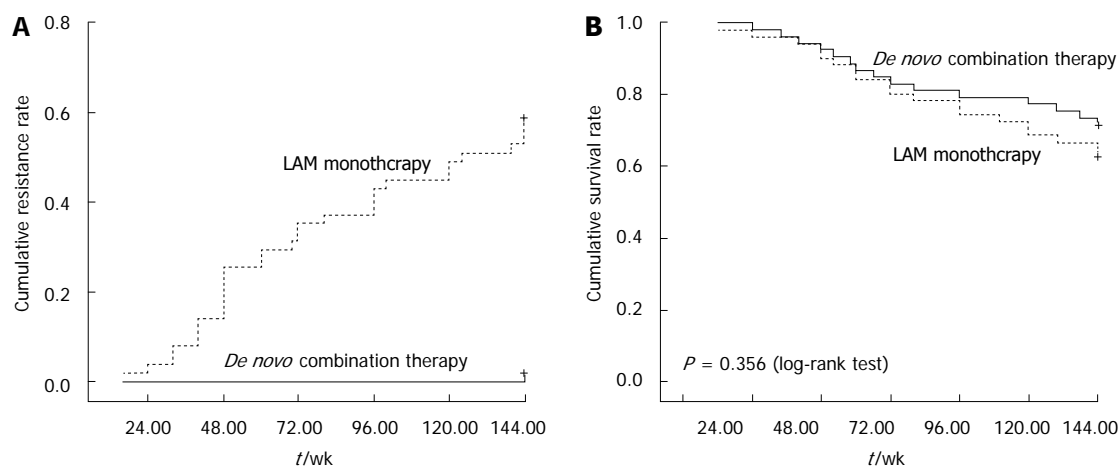 A
0.8
0.6
0.4
0.2
0.0
Cumulative resistance rate
LAM monothcrapy
De novo combination therapy
24.00 48.00 72.00 96.00 120.00 144.00
t/wk
B
1.0
0.8
0.6
0.4
0.2
0.0
Cumulative survival rate
De novo combination therapy
LAM monothcrapy
P = 0.356 (log-rank test)
24.00 48.00 72.00 96.00 120.00 144.00
t/wk